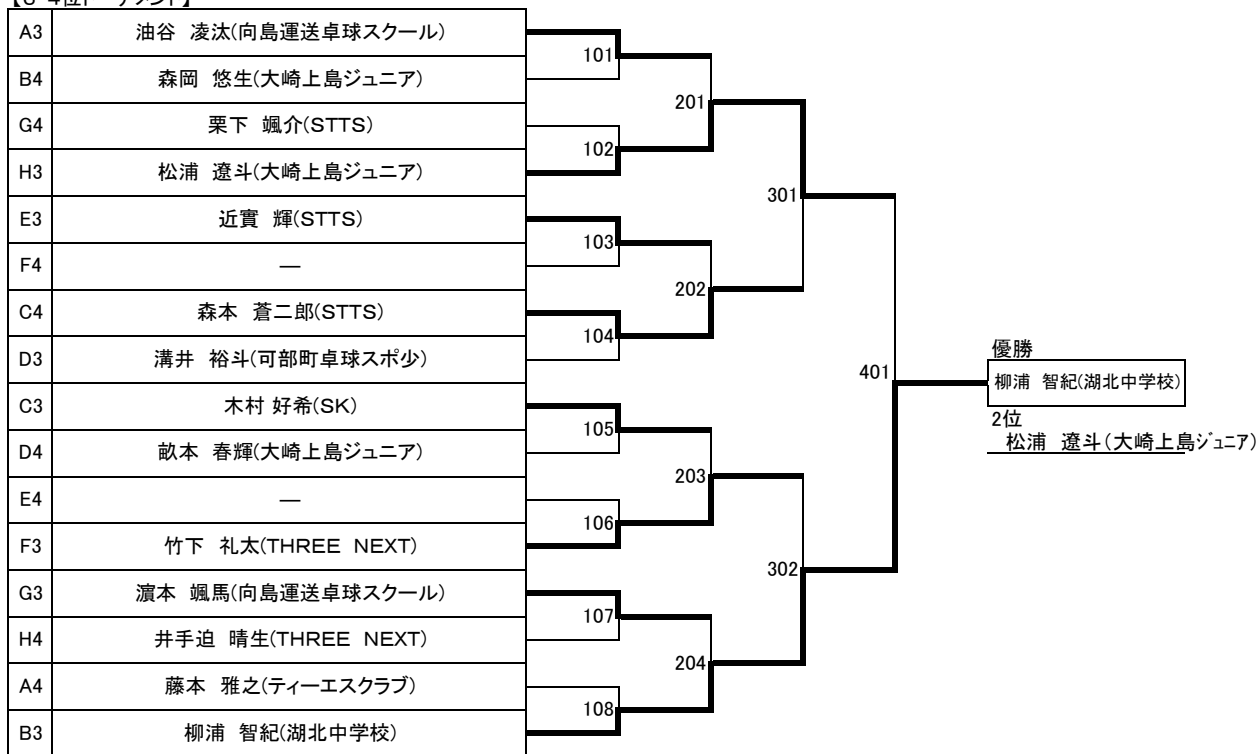 【3・4位トーナメント】
A3 油谷 凌汰(向島運送卓球スクール)
101
B4 森岡 悠生(大崎上島ジュニア)
201
G4 栗下 颯介(STTS)
102
H3 松浦 遼斗(大崎上島ジュニア)
301
E3 近實 輝(STTS)
103
F4 ―
202
C4 森本 蒼二郎(STTS)
104
D3 溝井 裕斗(可部町卓球スポ少)
401
優勝
柳浦 智紀(湖北中学校)
2位
松浦 遼斗(大崎上島ジュニア)
C3 木村 好希(SK)
105
D4 畝本 春輝(大崎上島ジュニア)
203
E4 ―
106
F3 竹下 礼太(THREE NEXT)
302
G3 濵本 颯馬(向島運送卓球スクール)
107
H4 井手迫 晴生(THREE NEXT)
204
A4 藤本 雅之(ティーエスクラブ)
108
B3 柳浦 智紀(湖北中学校)